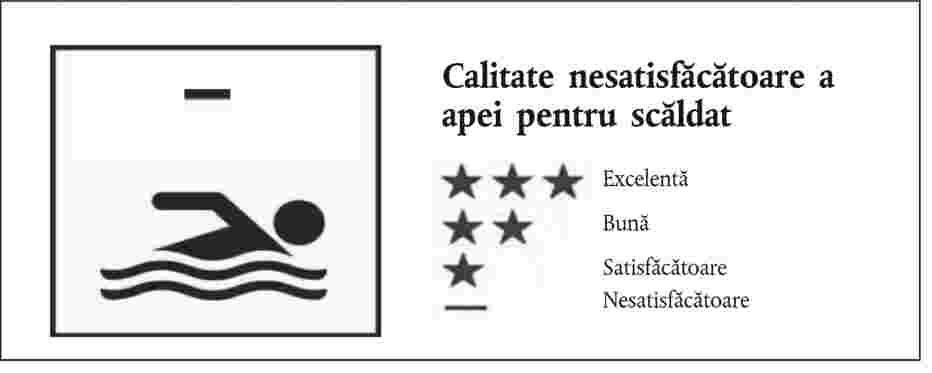 Calitate nesatisfăcătoare a
apei pentru scăldat
Excelentă
Bună
Satisfăcătoare
Nesatisfăcătoare